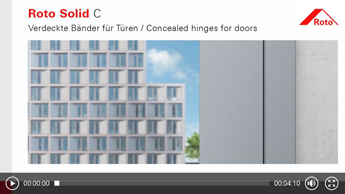 Roto Solid C
Roto
Verdeckte Bänder für Türen / Concealed hinges for doors
00:00:00
00:04:10